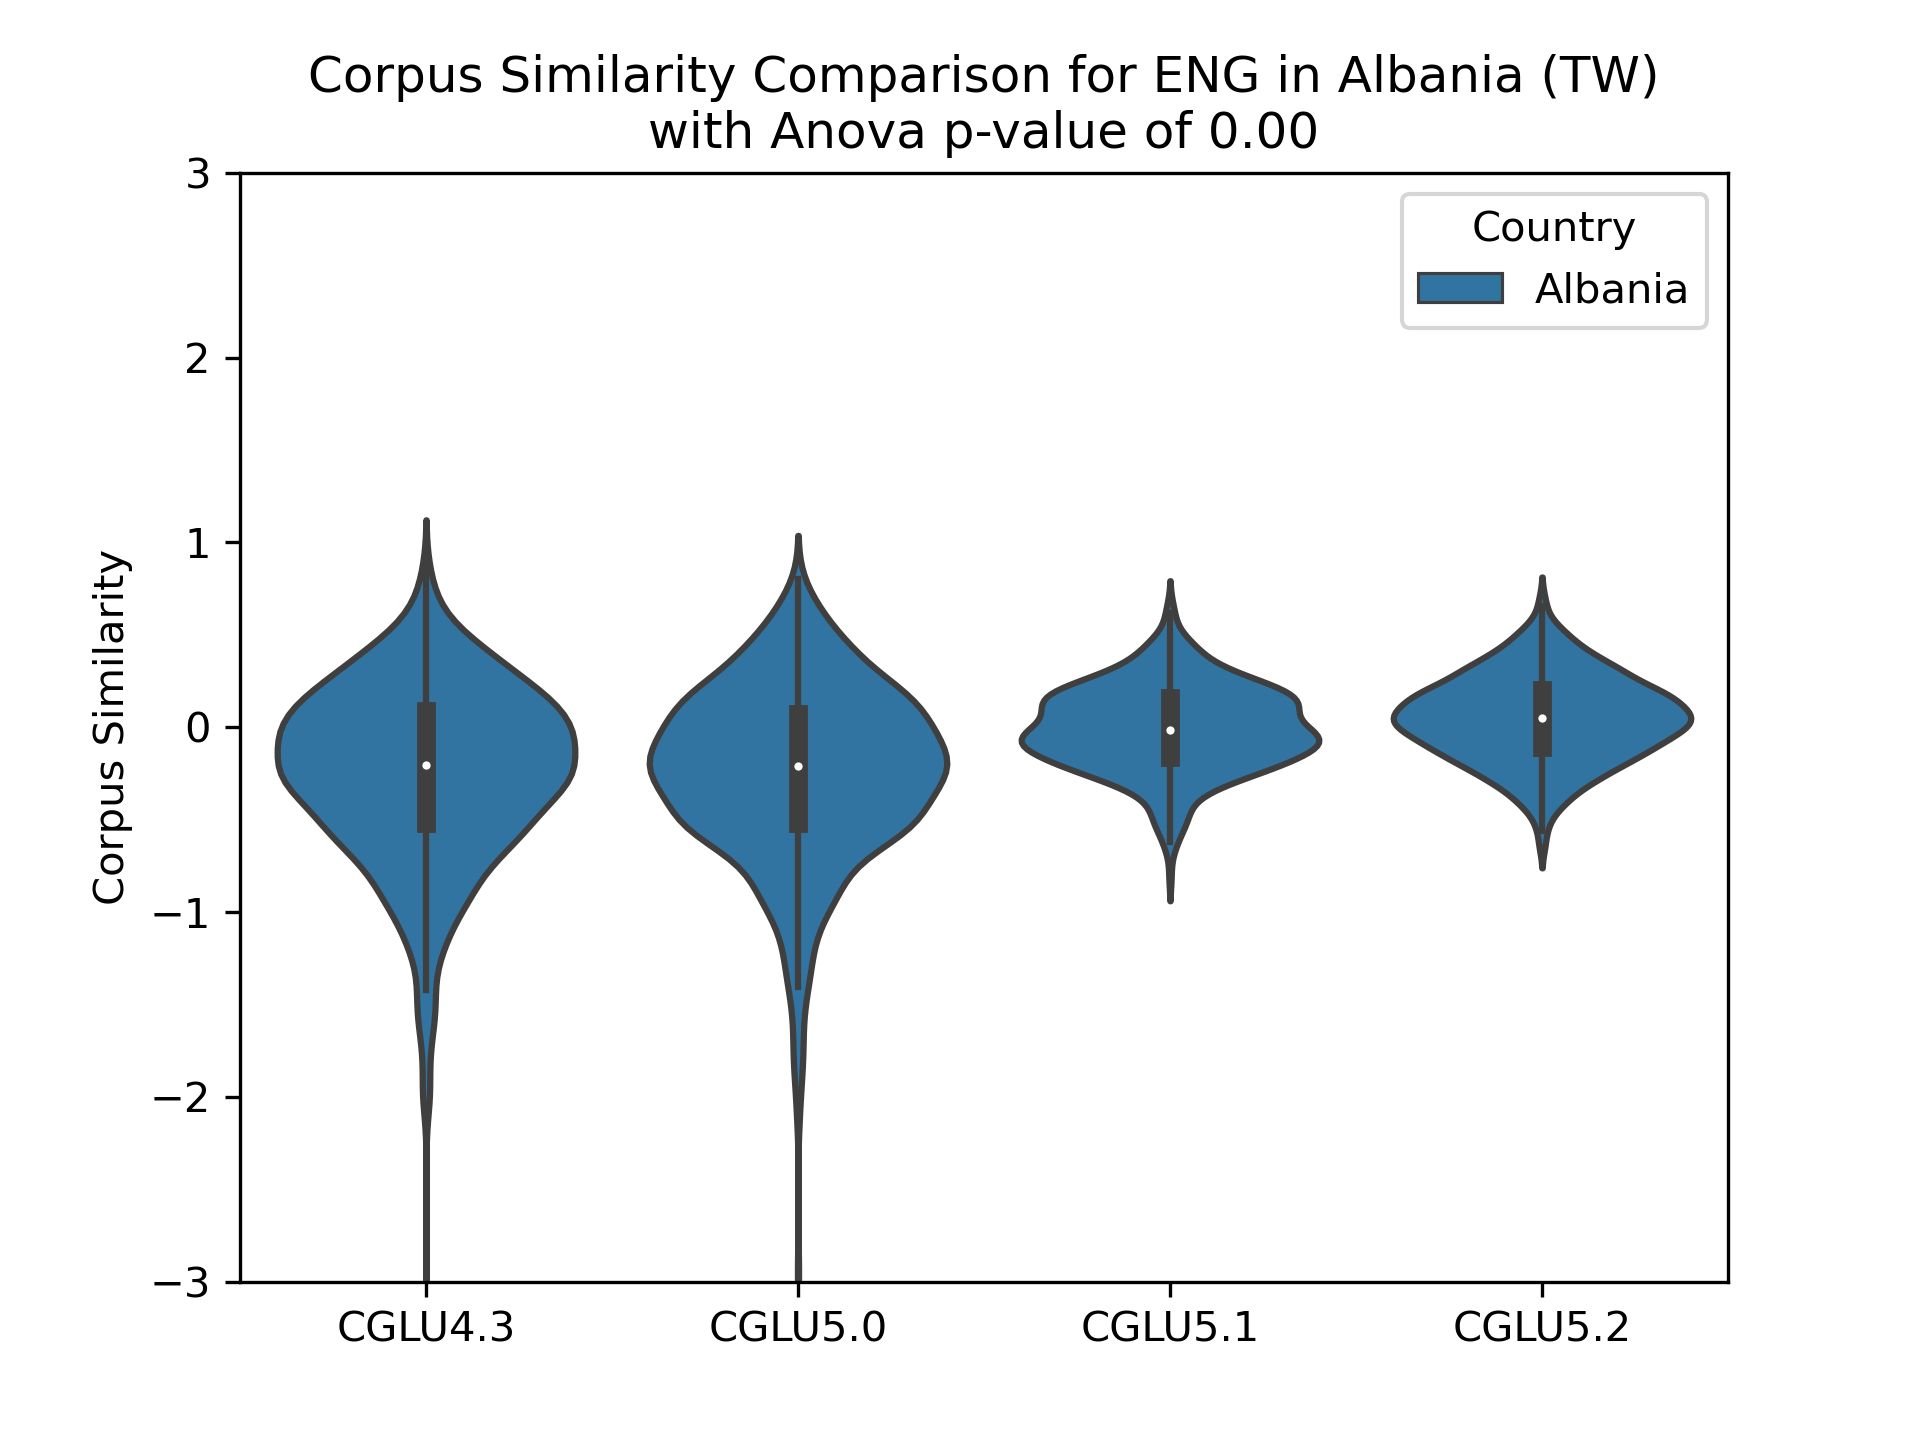 Corpus Similarity Comparison for ENG in Albania (TW)
with Anova p-value of 0.00
Country
Albania
Corpus Similarity
3
2
1
0
−1
−2
−3
CGLU4.3
CGLU5.0
CGLU5.1
CGLU5.2